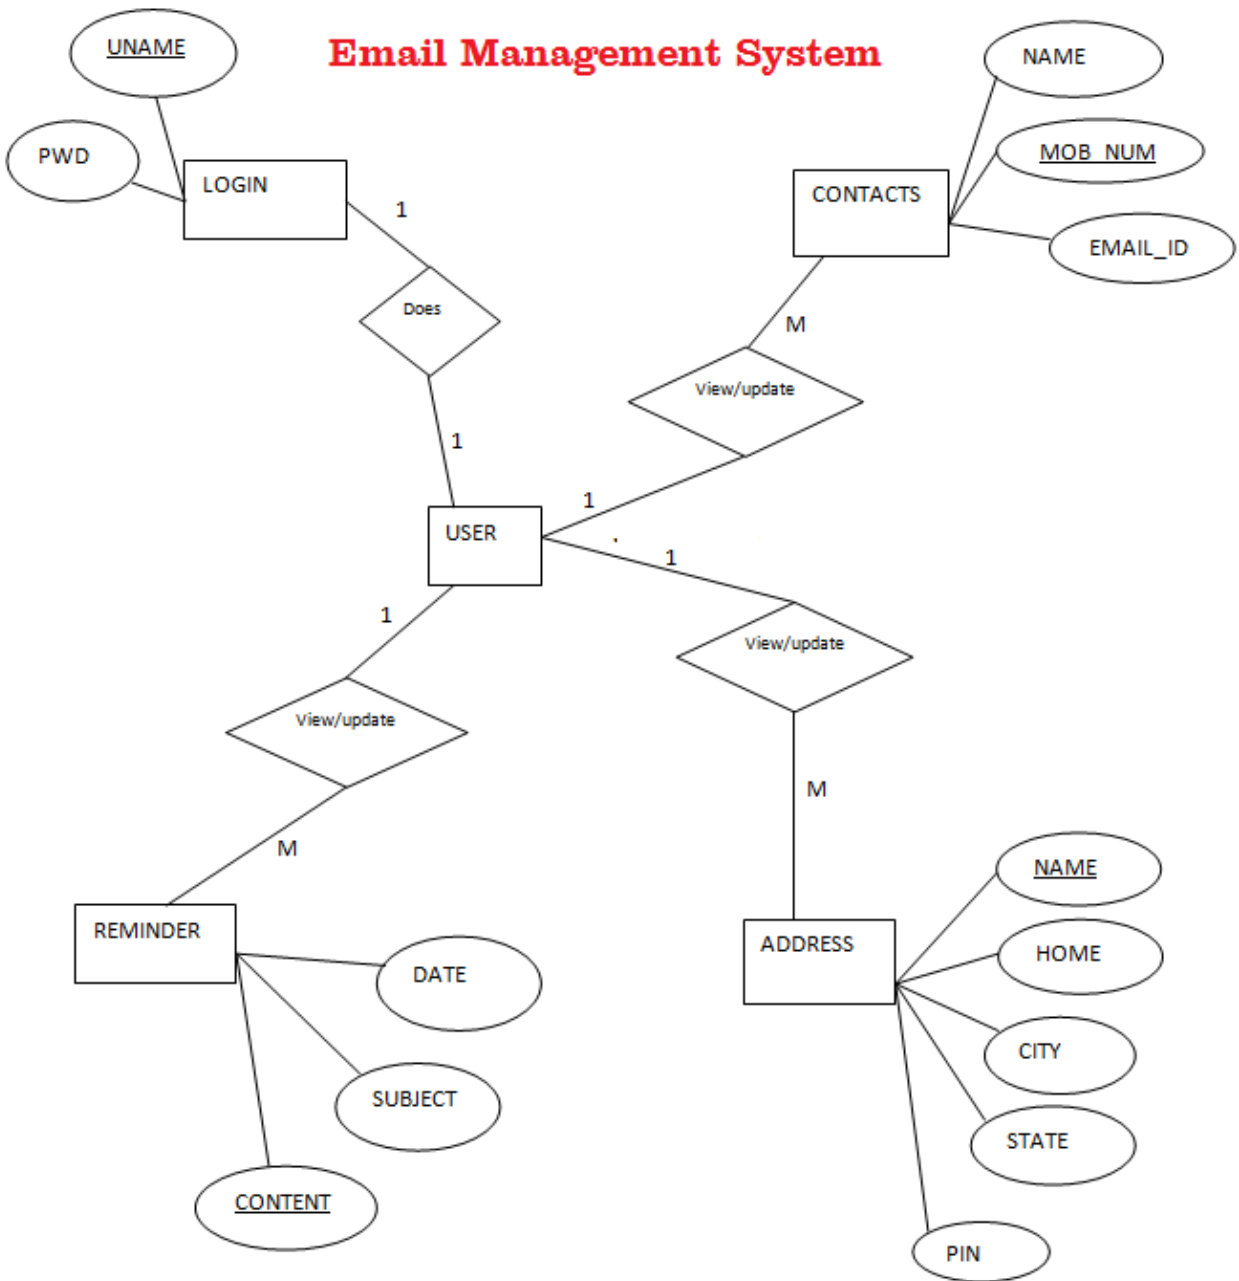 UNAME
Email Management System
NAME
PWD
MOB_NUM
LOGIN
CONTACTS
1
EMAIL_ID
Does
M
View/update
1
1
USER
1
1
View/update
View/update
M
M
NAME
REMINDER
ADDRESS
HOME
DATE
CITY
SUBJECT
STATE
CONTENT
PIN